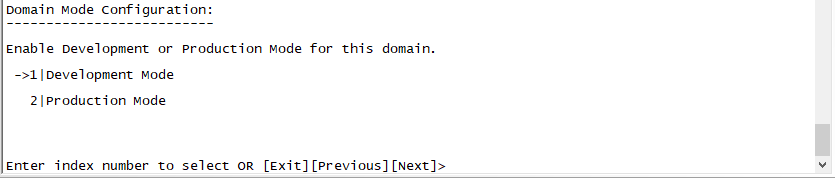 Domain Mode Configuration:
--------------------------
Enable Development or Production Mode for this domain.
->1|Development Mode
2|Production Mode
Enter index number to select OR [Exit][Previous][Next]>